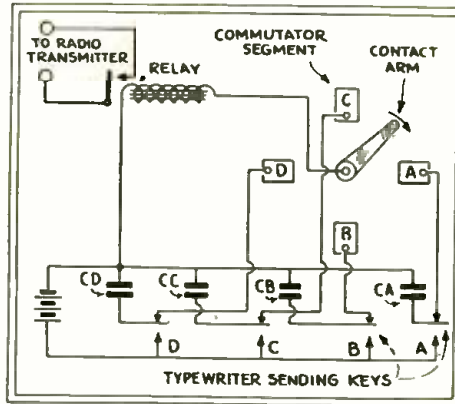 TO RADIO
TRANSMITTER
RELAY
COMMUTATOR
SEGMENT
CONTACT
ARM
C
D
A
B
CD
CC
CB
CA
D
C
B
A
TYPEWRITER SENDING KEYS